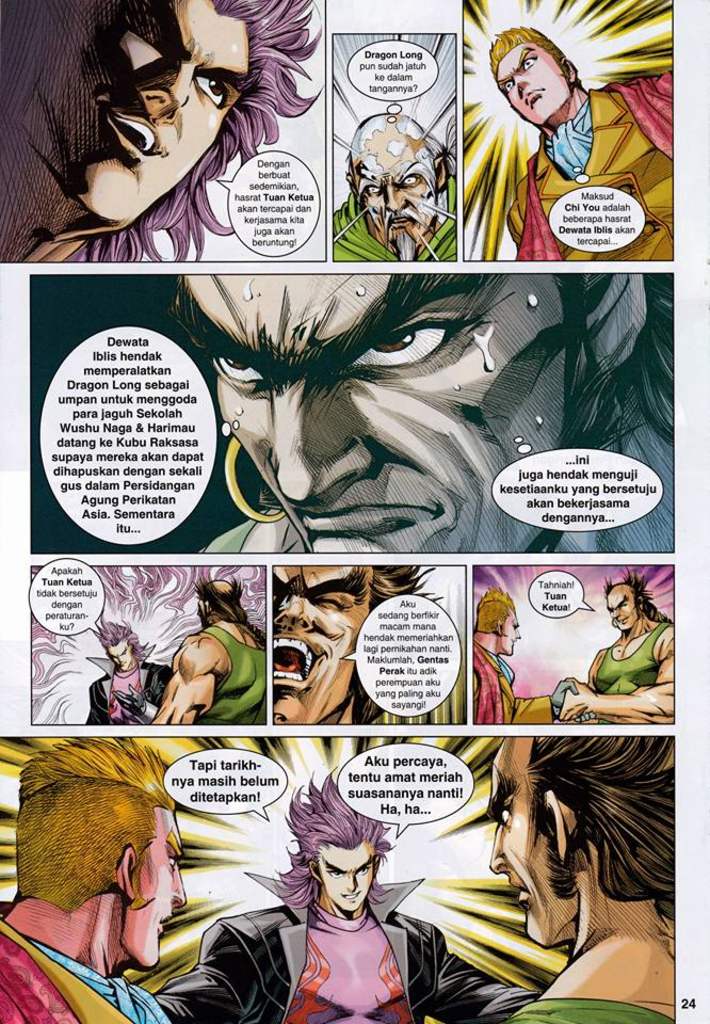 Dengan
berbuat
sedemikian,
hasrat Tuan Ketua
akan tercapai dan
kerjasama kita
juga akan
beruntung!
Dragon Long
pun sudah jatuh
ke dalam
tangannya?
Maksud
Chi You adalah
beberapa hasrat
Dewata Iblis akan
tercapai...
Dewata
Iblis hendak
memperalatkan
Dragon Long sebagai
umpan untuk menggoda
para jaguh Sekolah
Wushu Naga & Harimau
datang ke Kubu Raksasa
supaya mereka akan dapat
dihapuskan dengan sekali
gus dalam Persidangan
Agung Perikatan
Asia. Sementara
itu...
...ini
juga hendak menguji
kesetiaanku yang bersetuju
akan bekerjasama
dengannya...
Apakah
Tuan Ketua
tidak bersetuju
dengan
peraturan-
ku?
Aku
sedang berfikir
macam mana
hendak memeriahkan
lagi pernikahan nanti.
Maklumlah, Gentas
Perak itu adik
perempuan aku
yang paling aku
sayangi!
Tahniah!
Tuan
Ketua!
Tapi tarikh-
nya masih belum
ditetapkan!
Aku percaya,
tentu amat meriah
suasananya nanti!
Ha, ha...
24